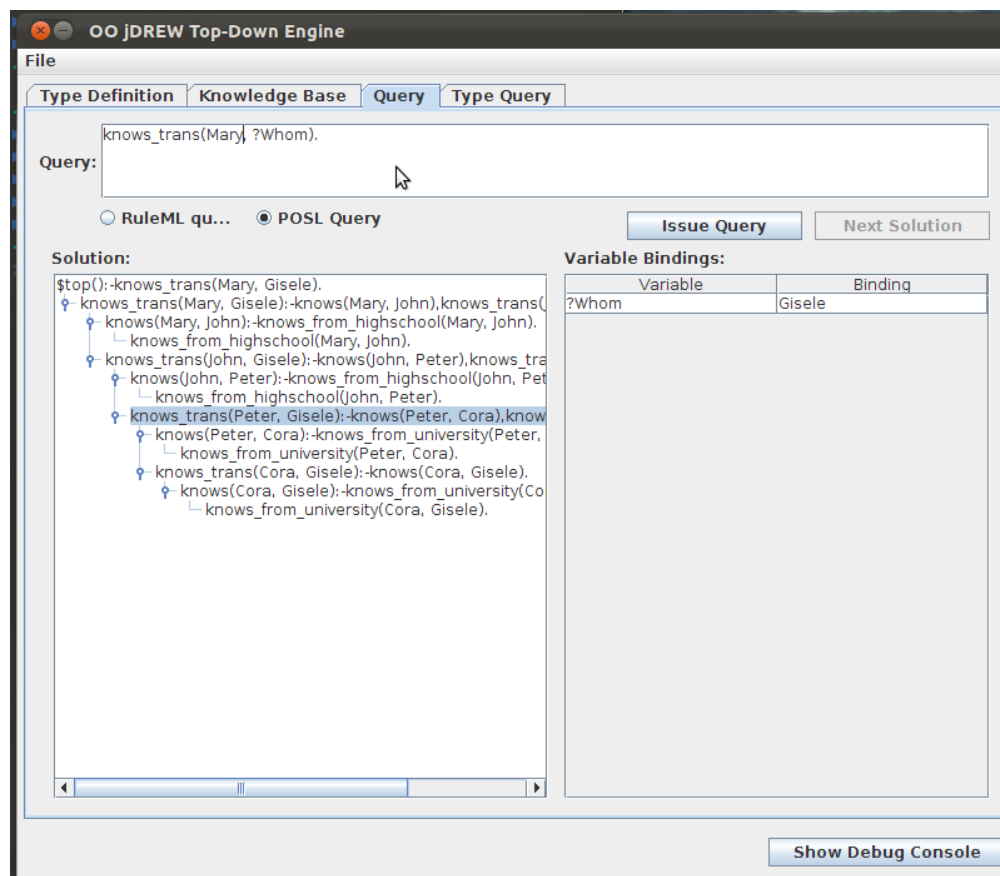 OO jDREW Top-Down Engine
File
Type Definition Knowledge Base Query Type Query
Query:
knows_trans(Mary, ?Whom).
RuleML qu... POSL Query
Issue Query Next Solution
Solution:
$top():-knows_trans(Mary, Gisele).
knows_trans(Mary, Gisele):-knows(Mary, John),knows_trans(
knows(Mary, John):-knows_from_highschool(Mary, John).
knows_from_highschool(Mary, John).
knows_trans(John, Gisele):-knows(John, Peter),knows_tra
knows(John, Peter):-knows_from_highschool(John, Pet
knows_from_highschool(John, Peter).
knows_trans(Peter, Gisele):-knows(Peter, Cora),know
knows(Peter, Cora):-knows_from_university(Peter,
knows_from_university(Peter, Cora).
knows_trans(Cora, Gisele):-knows(Cora, Gisele).
knows(Cora, Gisele):-knows_from_university(Co
knows_from_university(Cora, Gisele).
Variable Bindings:
Variable Binding
?Whom Gisele
Show Debug Console